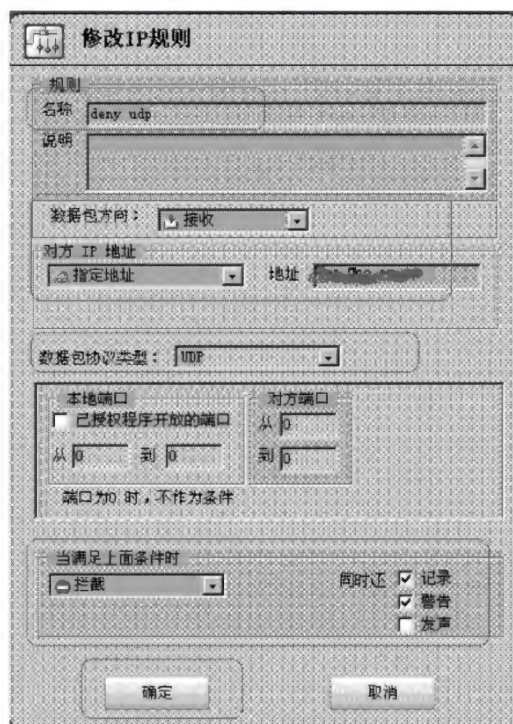 修改IP规则
规则
名称 deny udp
说明
数据包方向： 接收
对方 IP 地址
指定地址 地址
数据包协议类型： UDP
本地端口 对方端口
已授权程序开放的端口 从 0
从 0 到 0 到 0
端口为0 时，不作为条件
当满足上面条件时
拦截 同时还 记录
警告
发声
确定 取消